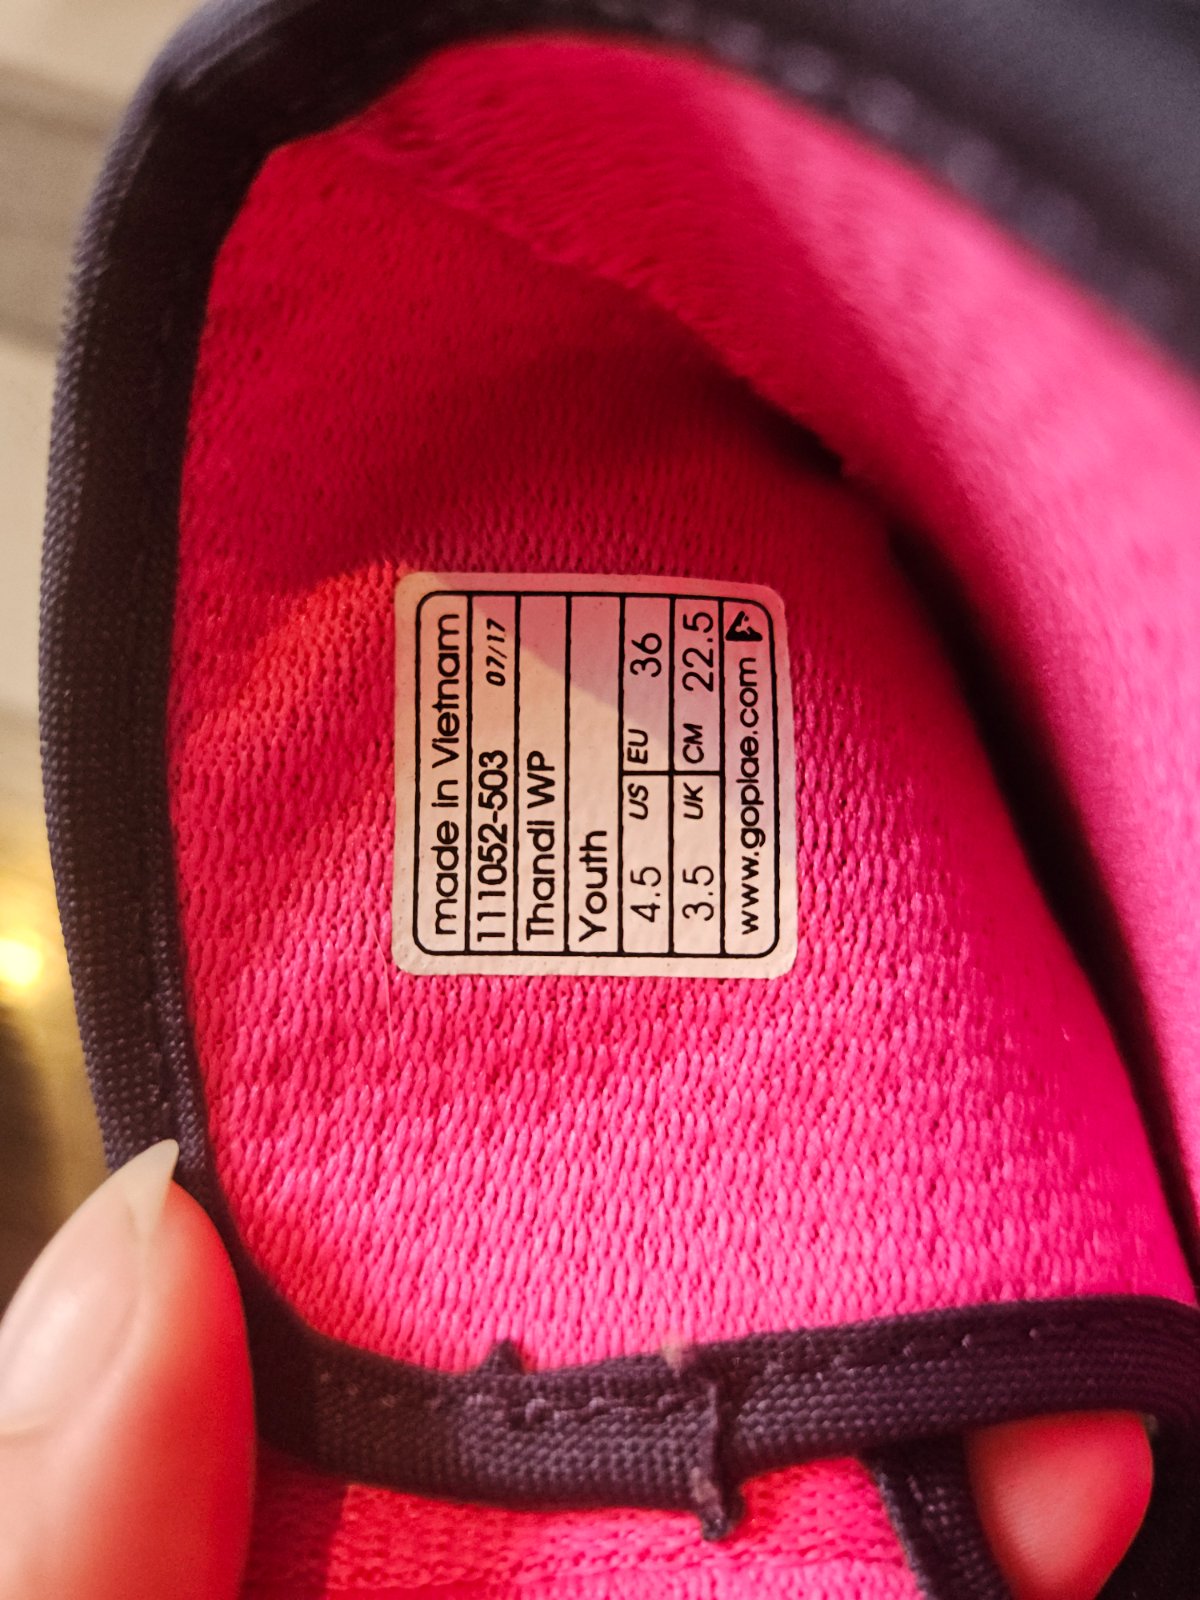 made in Vietnam
111052-503 07/17
Thandi WP
Youth
4.5 US EU 36
3.5 UK CM 22.5
www.goplae.com